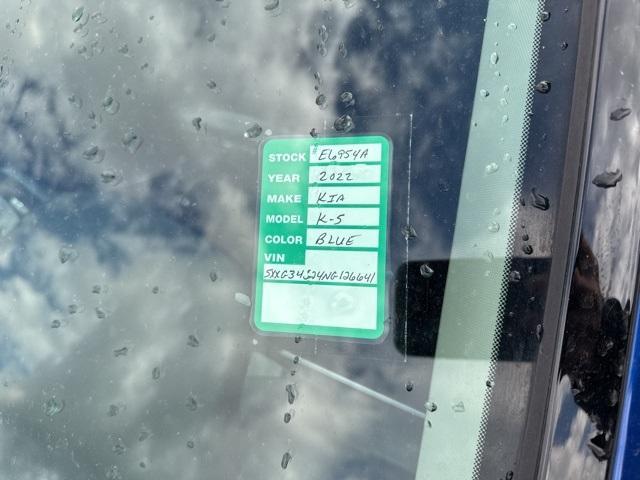 STOCK # E6954A
YEAR 2022
MAKE KIA
MODEL K-5
COLOR BLUE
VIN
5XXG34J24NG126641